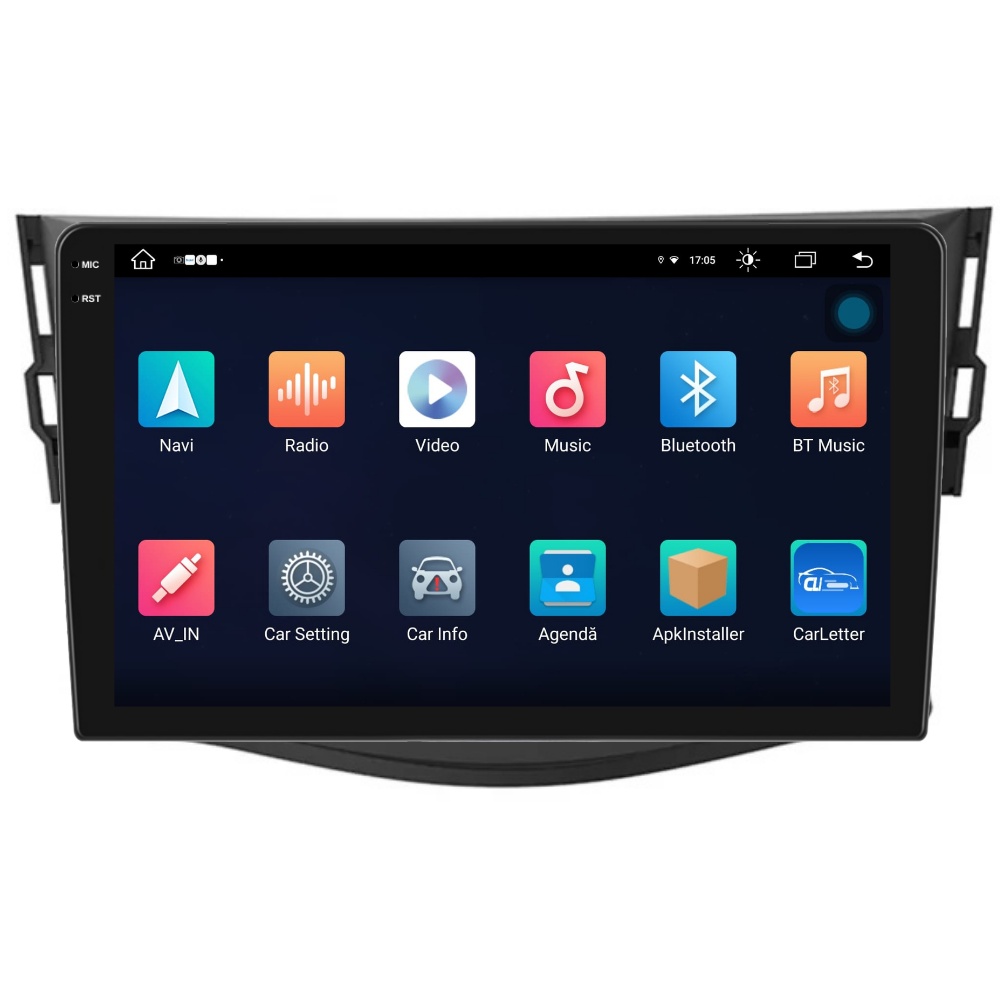 MIC
17:05
RST
Navi
Radio
Video
Music
Bluetooth
BT Music
AV_IN
Car Setting
Car Info
Agendă
ApkInstaller
CarLetter